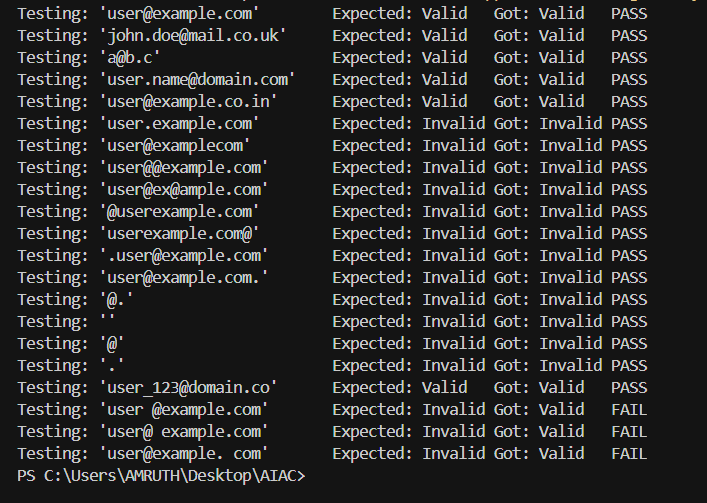 Testing: 'user@example.com'       Expected: Valid   Got: Valid   PASS
Testing: 'john.doe@mail.co.uk'    Expected: Valid   Got: Valid   PASS
Testing: 'a@b.c'                  Expected: Valid   Got: Valid   PASS
Testing: 'user.name@domain.com'   Expected: Valid   Got: Valid   PASS
Testing: 'user@example.co.in'     Expected: Valid   Got: Valid   PASS
Testing: 'user.example.com'       Expected: Invalid Got: Invalid PASS
Testing: 'user@examplecom'        Expected: Invalid Got: Invalid PASS
Testing: 'user@@example.com'      Expected: Invalid Got: Invalid PASS
Testing: 'user@ex@ample.com'      Expected: Invalid Got: Invalid PASS
Testing: '@userexample.com'       Expected: Invalid Got: Invalid PASS
Testing: 'userexample.com@'       Expected: Invalid Got: Invalid PASS
Testing: '.user@example.com'      Expected: Invalid Got: Invalid PASS
Testing: 'user@example.com.'      Expected: Invalid Got: Invalid PASS
Testing: '@.'                     Expected: Invalid Got: Invalid PASS
Testing: ''                       Expected: Invalid Got: Invalid PASS
Testing: '@'                      Expected: Invalid Got: Invalid PASS
Testing: '.'                      Expected: Invalid Got: Invalid PASS
Testing: 'user_123@domain.co'     Expected: Valid   Got: Valid   PASS
Testing: 'user @example.com'      Expected: Invalid Got: Valid   FAIL
Testing: 'user@ example.com'      Expected: Invalid Got: Valid   FAIL
Testing: 'user@example. com'      Expected: Invalid Got: Valid   FAIL
PS C:\Users\AMRUTH\Desktop\AIAC>